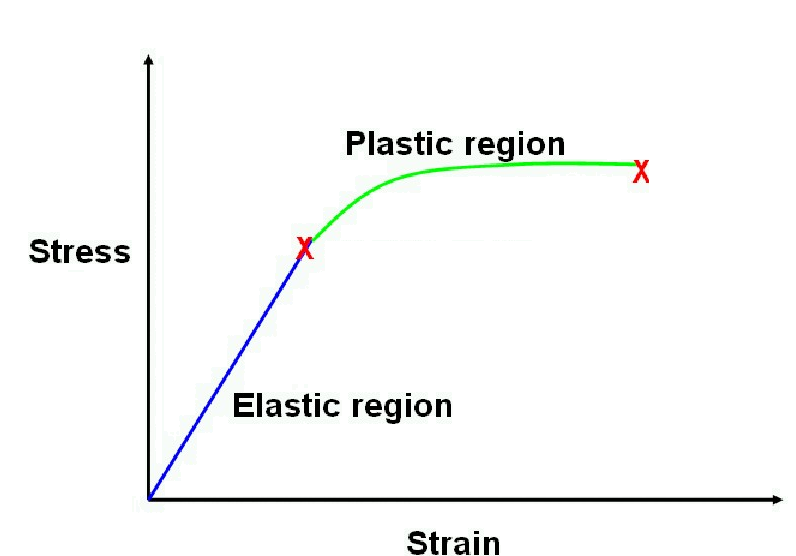 Plastic region
X
X
Stress
Elastic region
Strain